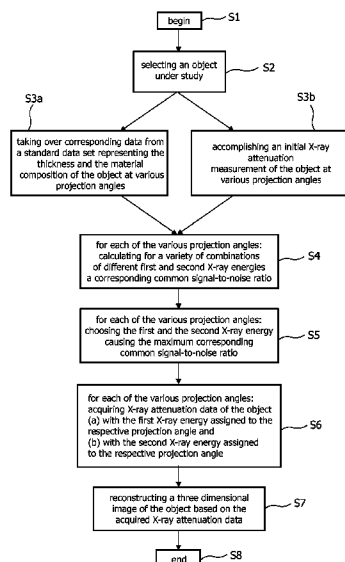 begin
S1
selecting an object
under study
S2
S3a
S3b
taking over corresponding data from
a standard data set representing the
thickness and the material
composition of the object at various
projection angles
accomplishing an initial X-ray
attenuation
measurement of the object at
various projection angles
for each of the various projection angles:
calculating for a variety of combinations
of different first and second X-ray energies
a corresponding common signal-to-noise ratio
S4
for each of the various projection angles:
choosing the first and the second X-ray energy
causing the maximum corresponding
common signal-to-noise ratio
S5
for each of the various projection angles:
acquiring X-ray attenuation data of the object
(a) with the first X-ray energy assigned to the
respective projection angle and
(b) with the second X-ray energy assigned
to the respective projection angle
S6
reconstructing a three dimensional
image of the object based on the
acquired X-ray attenuation data
S7
end
S8